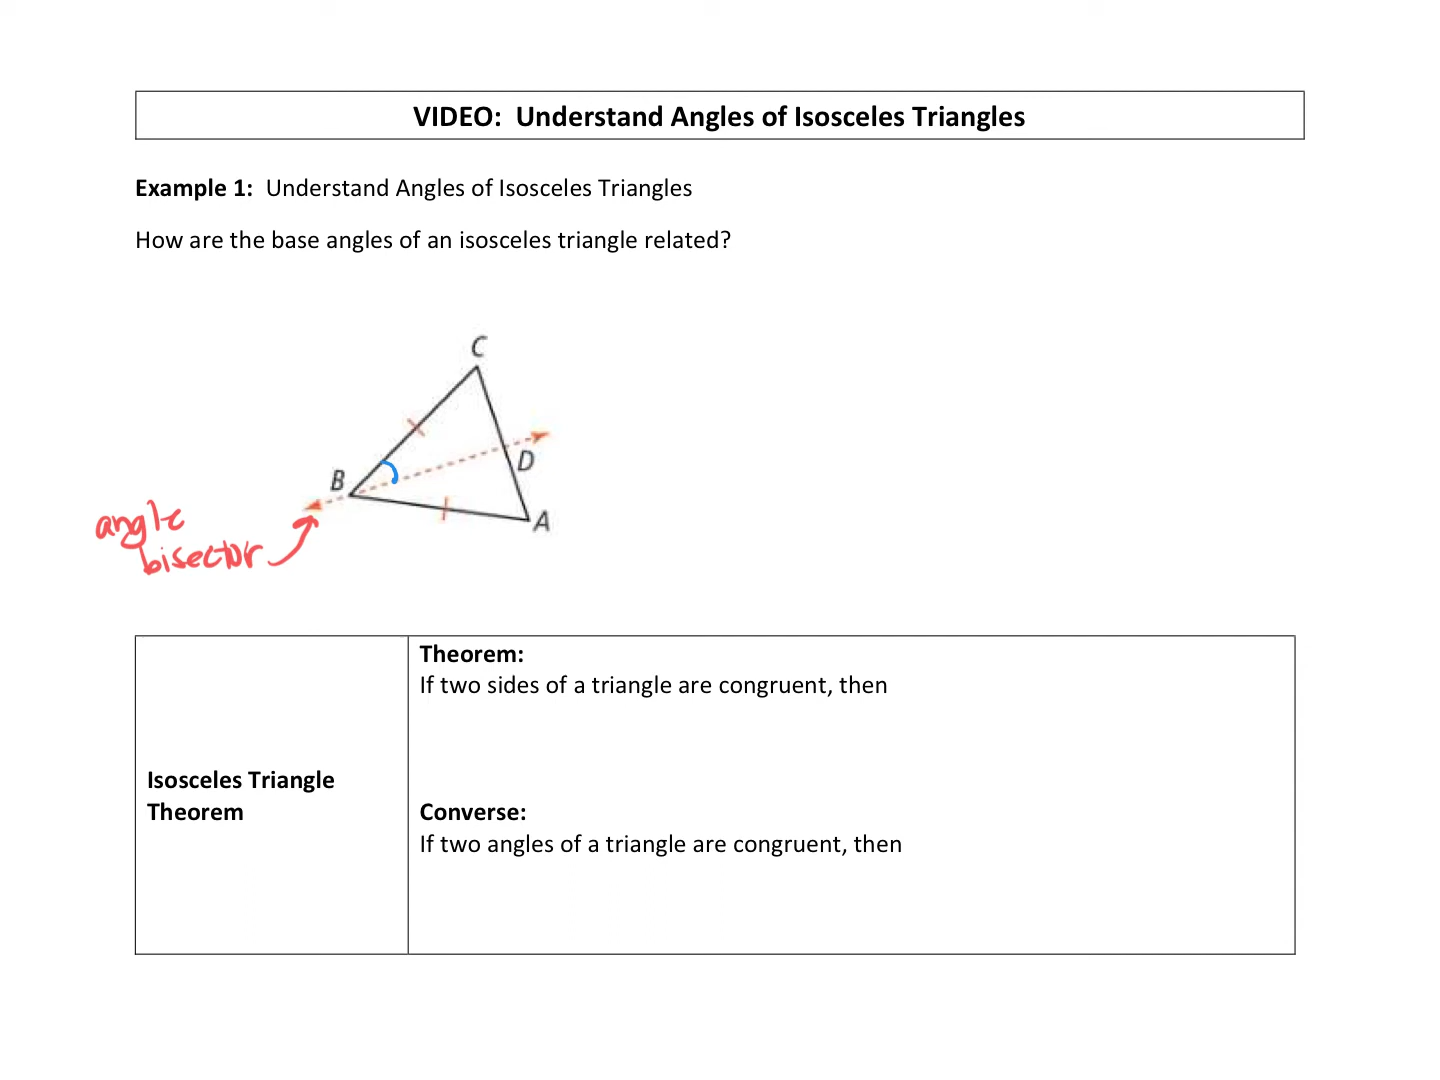 VIDEO: Understand Angles of Isosceles Triangles
Example 1: Understand Angles of Isosceles Triangles
How are the base angles of an isosceles triangle related?
C
D
B
A
angle
bisector
Theorem:
If two sides of a triangle are congruent, then
Isosceles Triangle
Theorem
Converse:
If two angles of a triangle are congruent, then